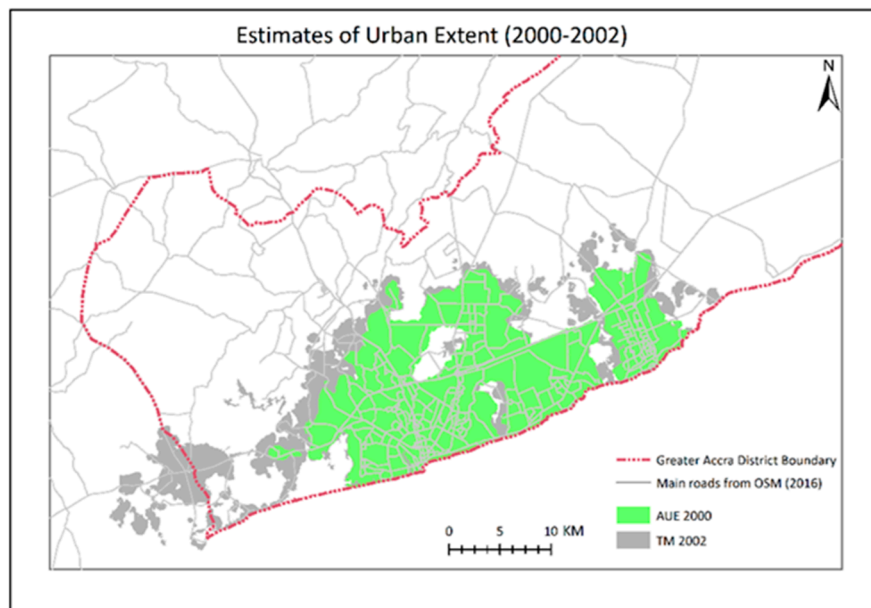 Estimates of Urban Extent (2000-2002)
N
Greater Accra District Boundary
Main roads from OSM (2016)
AUE 2000
TM 2002
0 5 10 KM